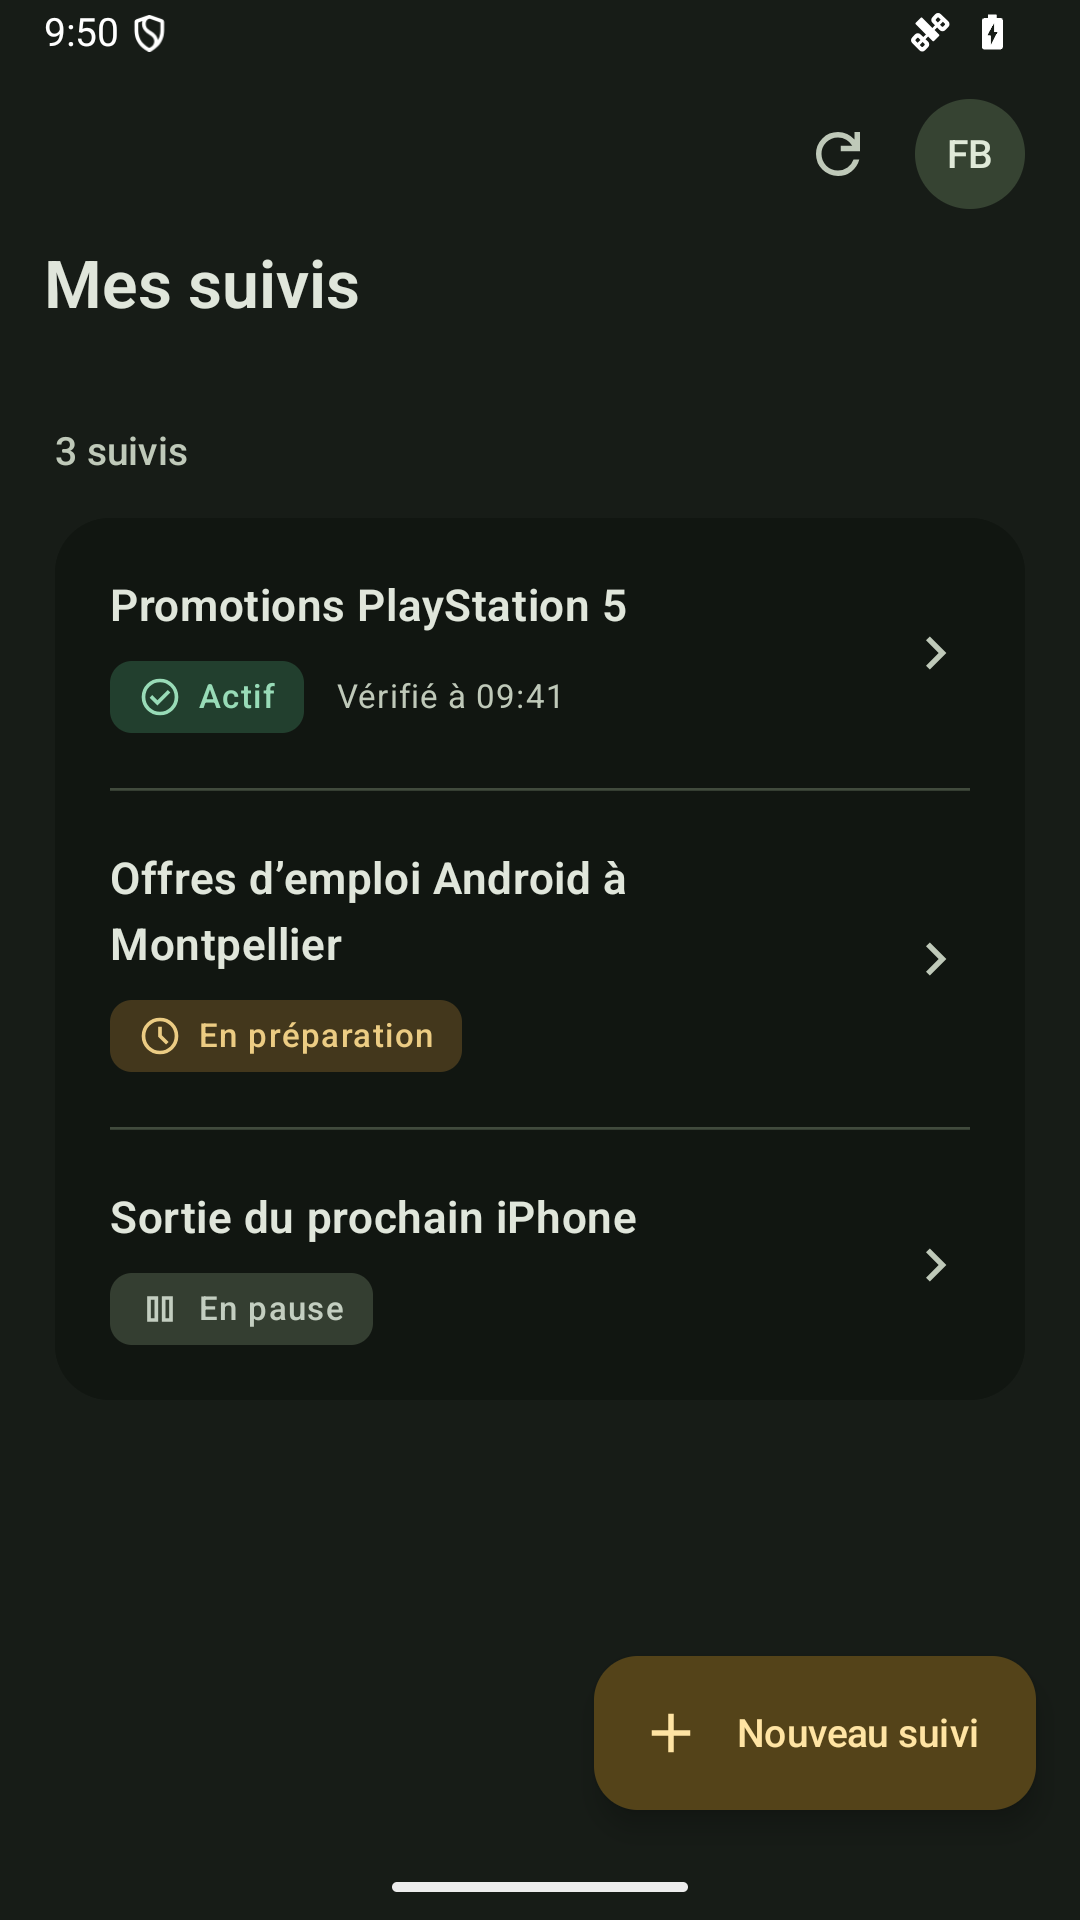 9:50
FB
Mes suivis
3 suivis
Promotions PlayStation 5
Actif
Vérifié à 09:41
Offres d’emploi Android à
Montpellier
En préparation
Sortie du prochain iPhone
En pause
Nouveau suivi